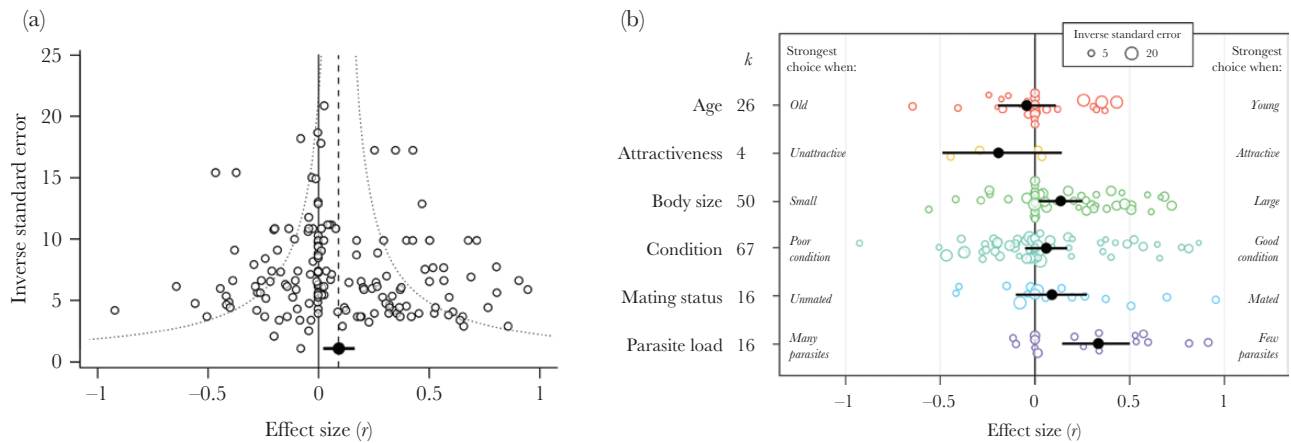 (a)
25
20
15
10
5
0
Inverse standard error
−1
−0.5
0
0.5
1
Effect size (r)
(b)
k
Strongest
choice when:
Inverse standard error
5
20
Strongest
choice when:
Age 26 Old Young
Attractiveness 4 Unattractive Attractive
Body size 50 Small Large
Condition 67 Poor
condition
Good
condition
Mating status 16 Unmated Mated
Parasite load 16 Many
parasites
Few
parasites
−1
−0.5
0
0.5
1
Effect size (r)